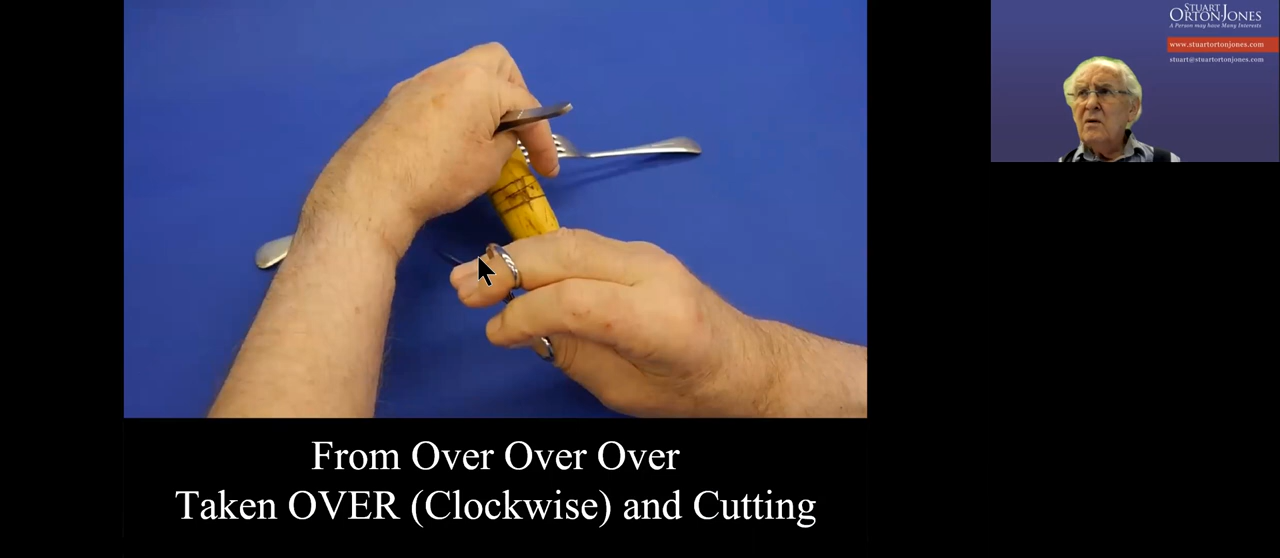 From Over Over Over
Taken OVER (Clockwise) and Cutting
STUART
ORTON-JONES
A Person may have Many Interests
www.stuartortonjones.com
stuart@stuartortonjones.com